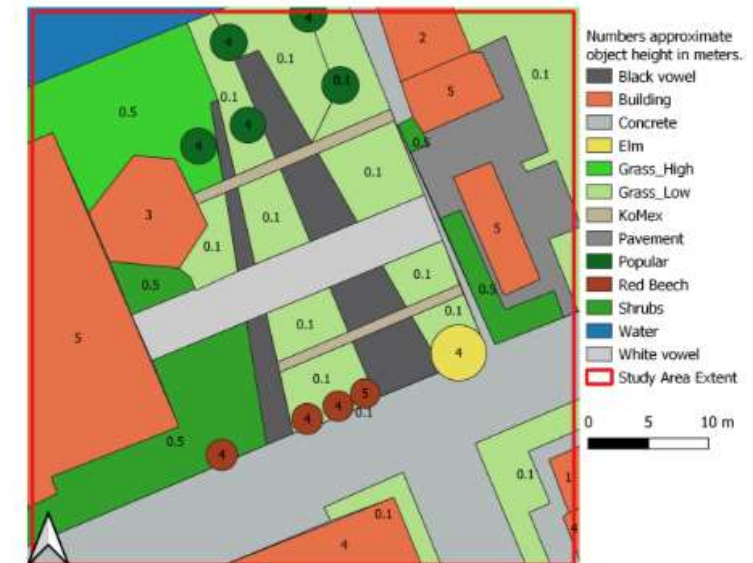 4
2
4
0.1
0.1
0.1
5
0.1
0.5
4
0.5
4
0.1
3
0.1
5
0.1
0.1
0.5
0.5
0.1
0.1
5
4
0.1
5
4
0.1
4
0.5
4
0.1
1
0.1
4
4
Numbers approximate
object height in meters.
Black vowel
Building
Concrete
Elm
Grass_High
Grass_Low
KoMex
Pavement
Popular
Red Beech
Shrubs
Water
White vowel
Study Area Extent
0 5 10 m